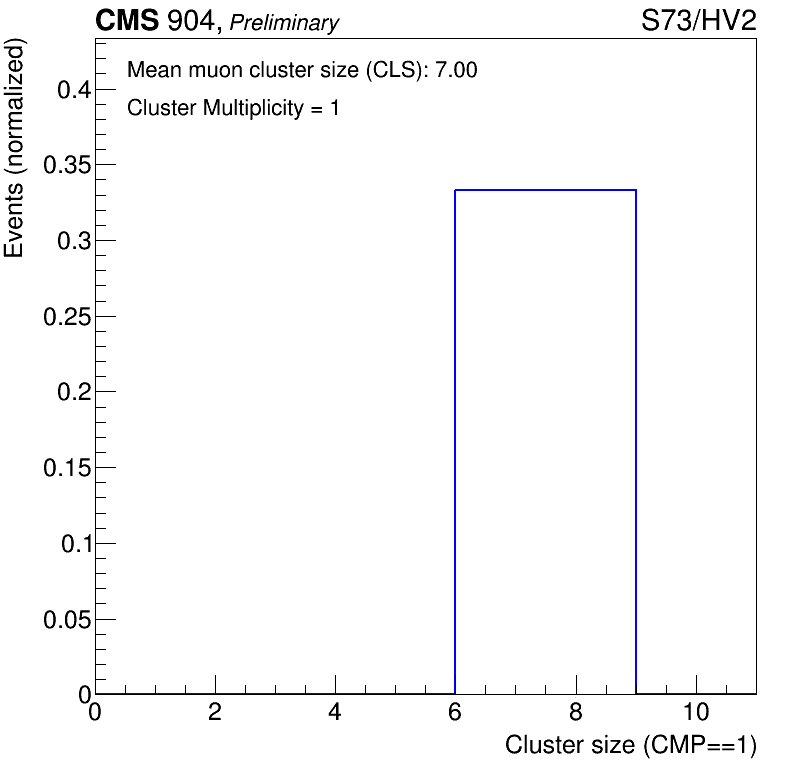 CMS 904, Preliminary S73/HV2
Mean muon cluster size (CLS): 7.00
Cluster Multiplicity = 1
Events (normalized)
0.4
0.35
0.3
0.25
0.2
0.15
0.1
0.05
0
0 2 4 6 8 10
Cluster size (CMP==1)